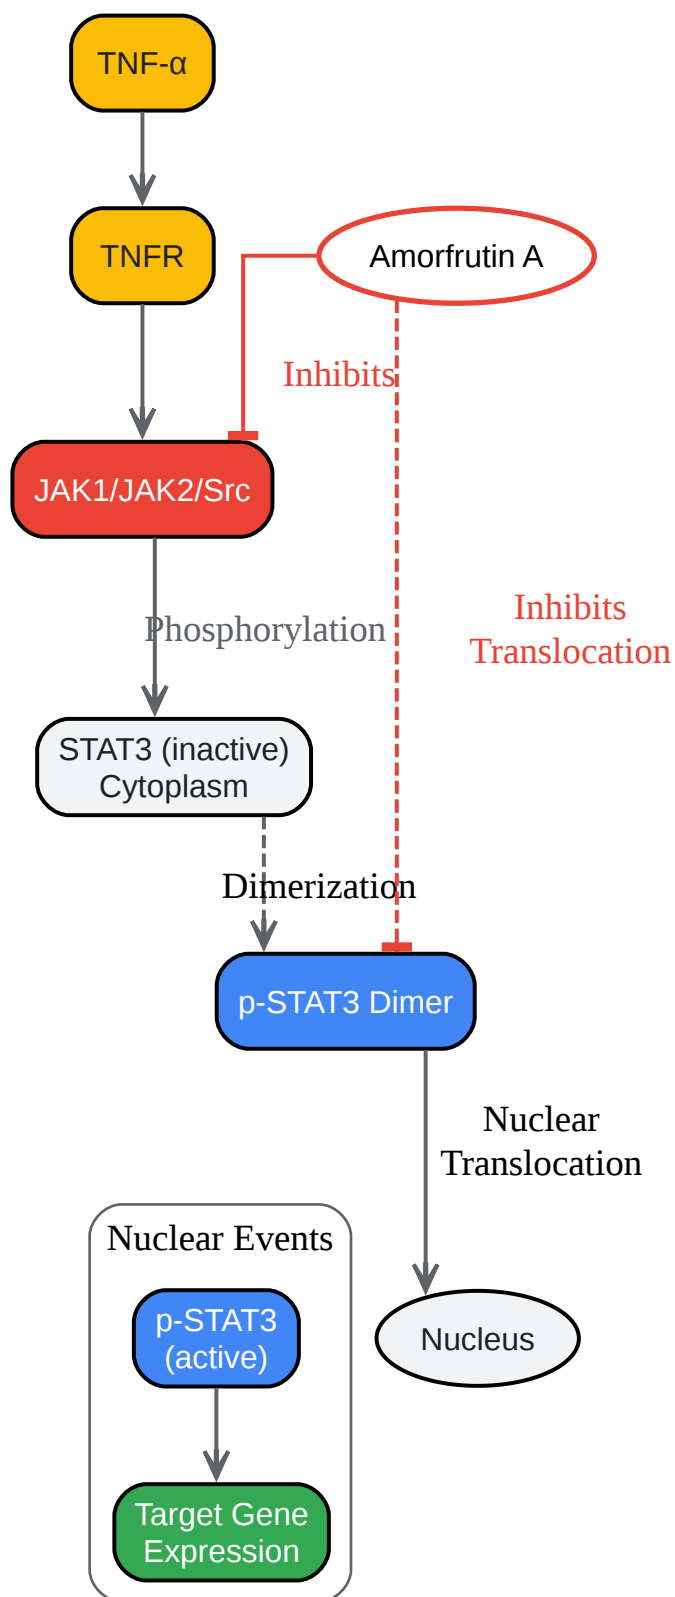 TNF-α
TNFR
Amorfrutin A
Inhibits
JAK1/JAK2/Src
Phosphorylation
Inhibits
Translocation
STAT3 (inactive)
Cytoplasm
Dimerization
p-STAT3 Dimer
Nuclear
Translocation
Nuclear Events
p-STAT3
(active)
Nucleus
Target Gene
Expression